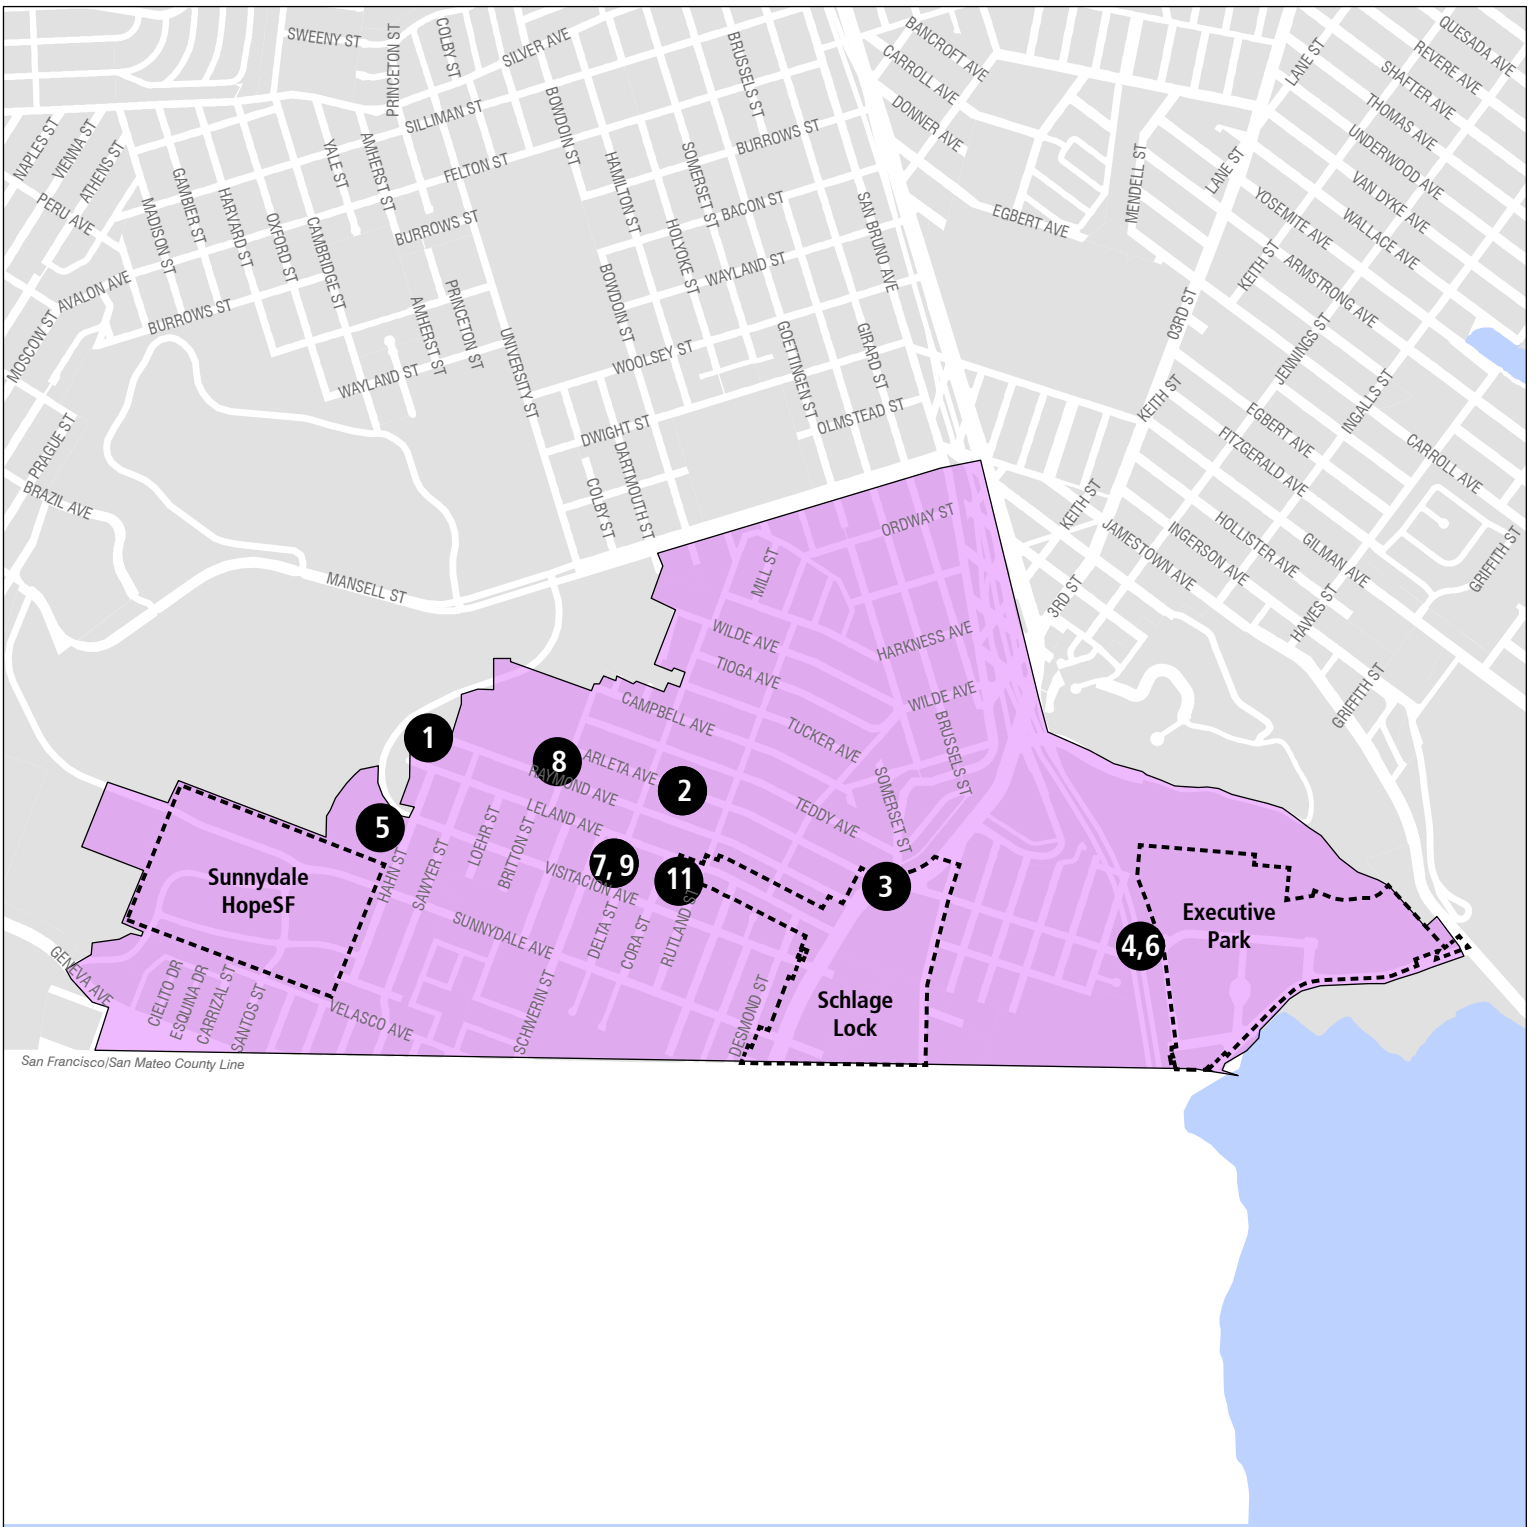 SWEENY ST
PRINCETON ST
COLBY ST
SILVER AVE
BRUSSELS ST
BANCROFT AVE
LANE ST
QUESADA AVE
REVERE AVE
SHAFTER AVE
CARROLL AVE
THOMAS AVE
DONNER AVE
SILLIMAN ST
BOWDOIN ST
BURROWS ST
UNDERWOOD AVE
NAPLES ST
VIENNA ST
ATHENS ST
YALE ST
AMHERST ST
FELTON ST
HAMILTON ST
SOMERSET ST
MENDELL ST
LANE ST
VAN DYKE AVE
PERU AVE
MADISON ST
GAMBIER ST
HARVARD ST
OXFORD ST
CAMBRIDGE ST
BURROWS ST
BACON ST
SAN BRUNO AVE
EGBERT AVE
YOSEMITE AVE
WALLACE AVE
HOLYOKE ST
WAYLAND ST
KEITH ST
ARMSTRONG AVE
AVALON AVE
BURROWS ST
MOSCOW ST
AMHERST ST
PRINCETON ST
BOWDOIN ST
03RD ST
UNIVERSITY ST
WOOLSEY ST
GOETTINGEN ST
GIRARD ST
JENNINGS ST
WAYLAND ST
KEITH ST
INGALLS ST
DWIGHT ST
OLMSTEAD ST
EGBERT AVE
PRAGUE ST
FITZGERALD AVE
CARROLL AVE
BRAZIL AVE
DARTMOUTH ST
COLBY ST
KEITH ST
ORDWAY ST
JAMESTOWN AVE
INGERSON AVE
HOLLISTER AVE
GILMAN AVE
GRIFFITH ST
MANSELL ST
MILL ST
3RD ST
HAWES ST
WILDE AVE
HARKNESS AVE
TIOGA AVE
GRIFFITH ST
CAMPBELL AVE
WILDE AVE
TUCKER AVE
BRUSSELS ST
1
8
ARLETA AVE
RAYMOND AVE
2
SOMERSET ST
TEDDY AVE
LELAND AVE
5
LOEHR ST
BRITTON ST
SAWYER ST
HAHN ST
7, 9
VISITACION AVE
11
3
Sunnydale
HopeSF
RUTLAND ST
DELTA ST
CORA ST
SUNNYDALE AVE
4,6
Executive
Park
GENEVA AVE
CIELITO DR
ESQUINA DR
CARRIZAL ST
SANTOS ST
VELASCO AVE
SCHWERIN ST
DESMOND ST
Schlage
Lock
San Francisco/San Mateo County Line